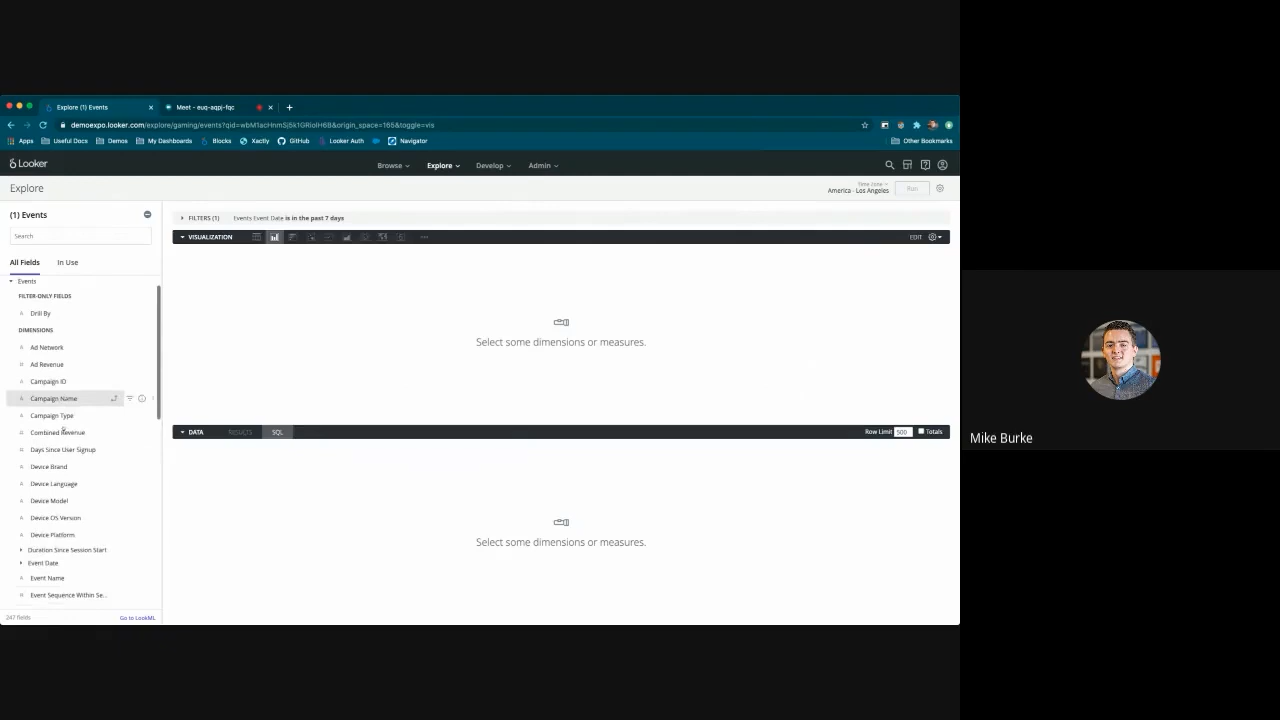 Explore (1) Events
Meet - euq-aqpj-fqc
demoexpo.looker.com/explore/gaming/events?qid=wbM1acHnmSj5k1GRloIH6B&origin_space=165&toggle=vis
Apps Useful Docs Demos My Dashboards Blocks Xactly GitHub Looker Auth Navigator Other Bookmarks
Looker Browse Explore Develop Admin
Explore
Time zone
America - Los Angeles
Run
(1) Events
Search
All Fields In Use
Events
FILTER-ONLY FIELDS
Drill By
DIMENSIONS
Ad Network
Ad Revenue
Campaign ID
Campaign Name
Campaign Type
Combined Revenue
Days Since User Signup
Device Brand
Device Language
Device Model
Device OS Version
Device Platform
Duration Since Session Start
Event Date
Event Name
Event Sequence Within Se...
247 fields Go to LookML
FILTERS (1) Events Event Date is in the past 7 days
VISUALIZATION EDIT
Select some dimensions or measures.
DATA RESULTS SQL Row Limit 500 Totals
Select some dimensions or measures.
Mike Burke